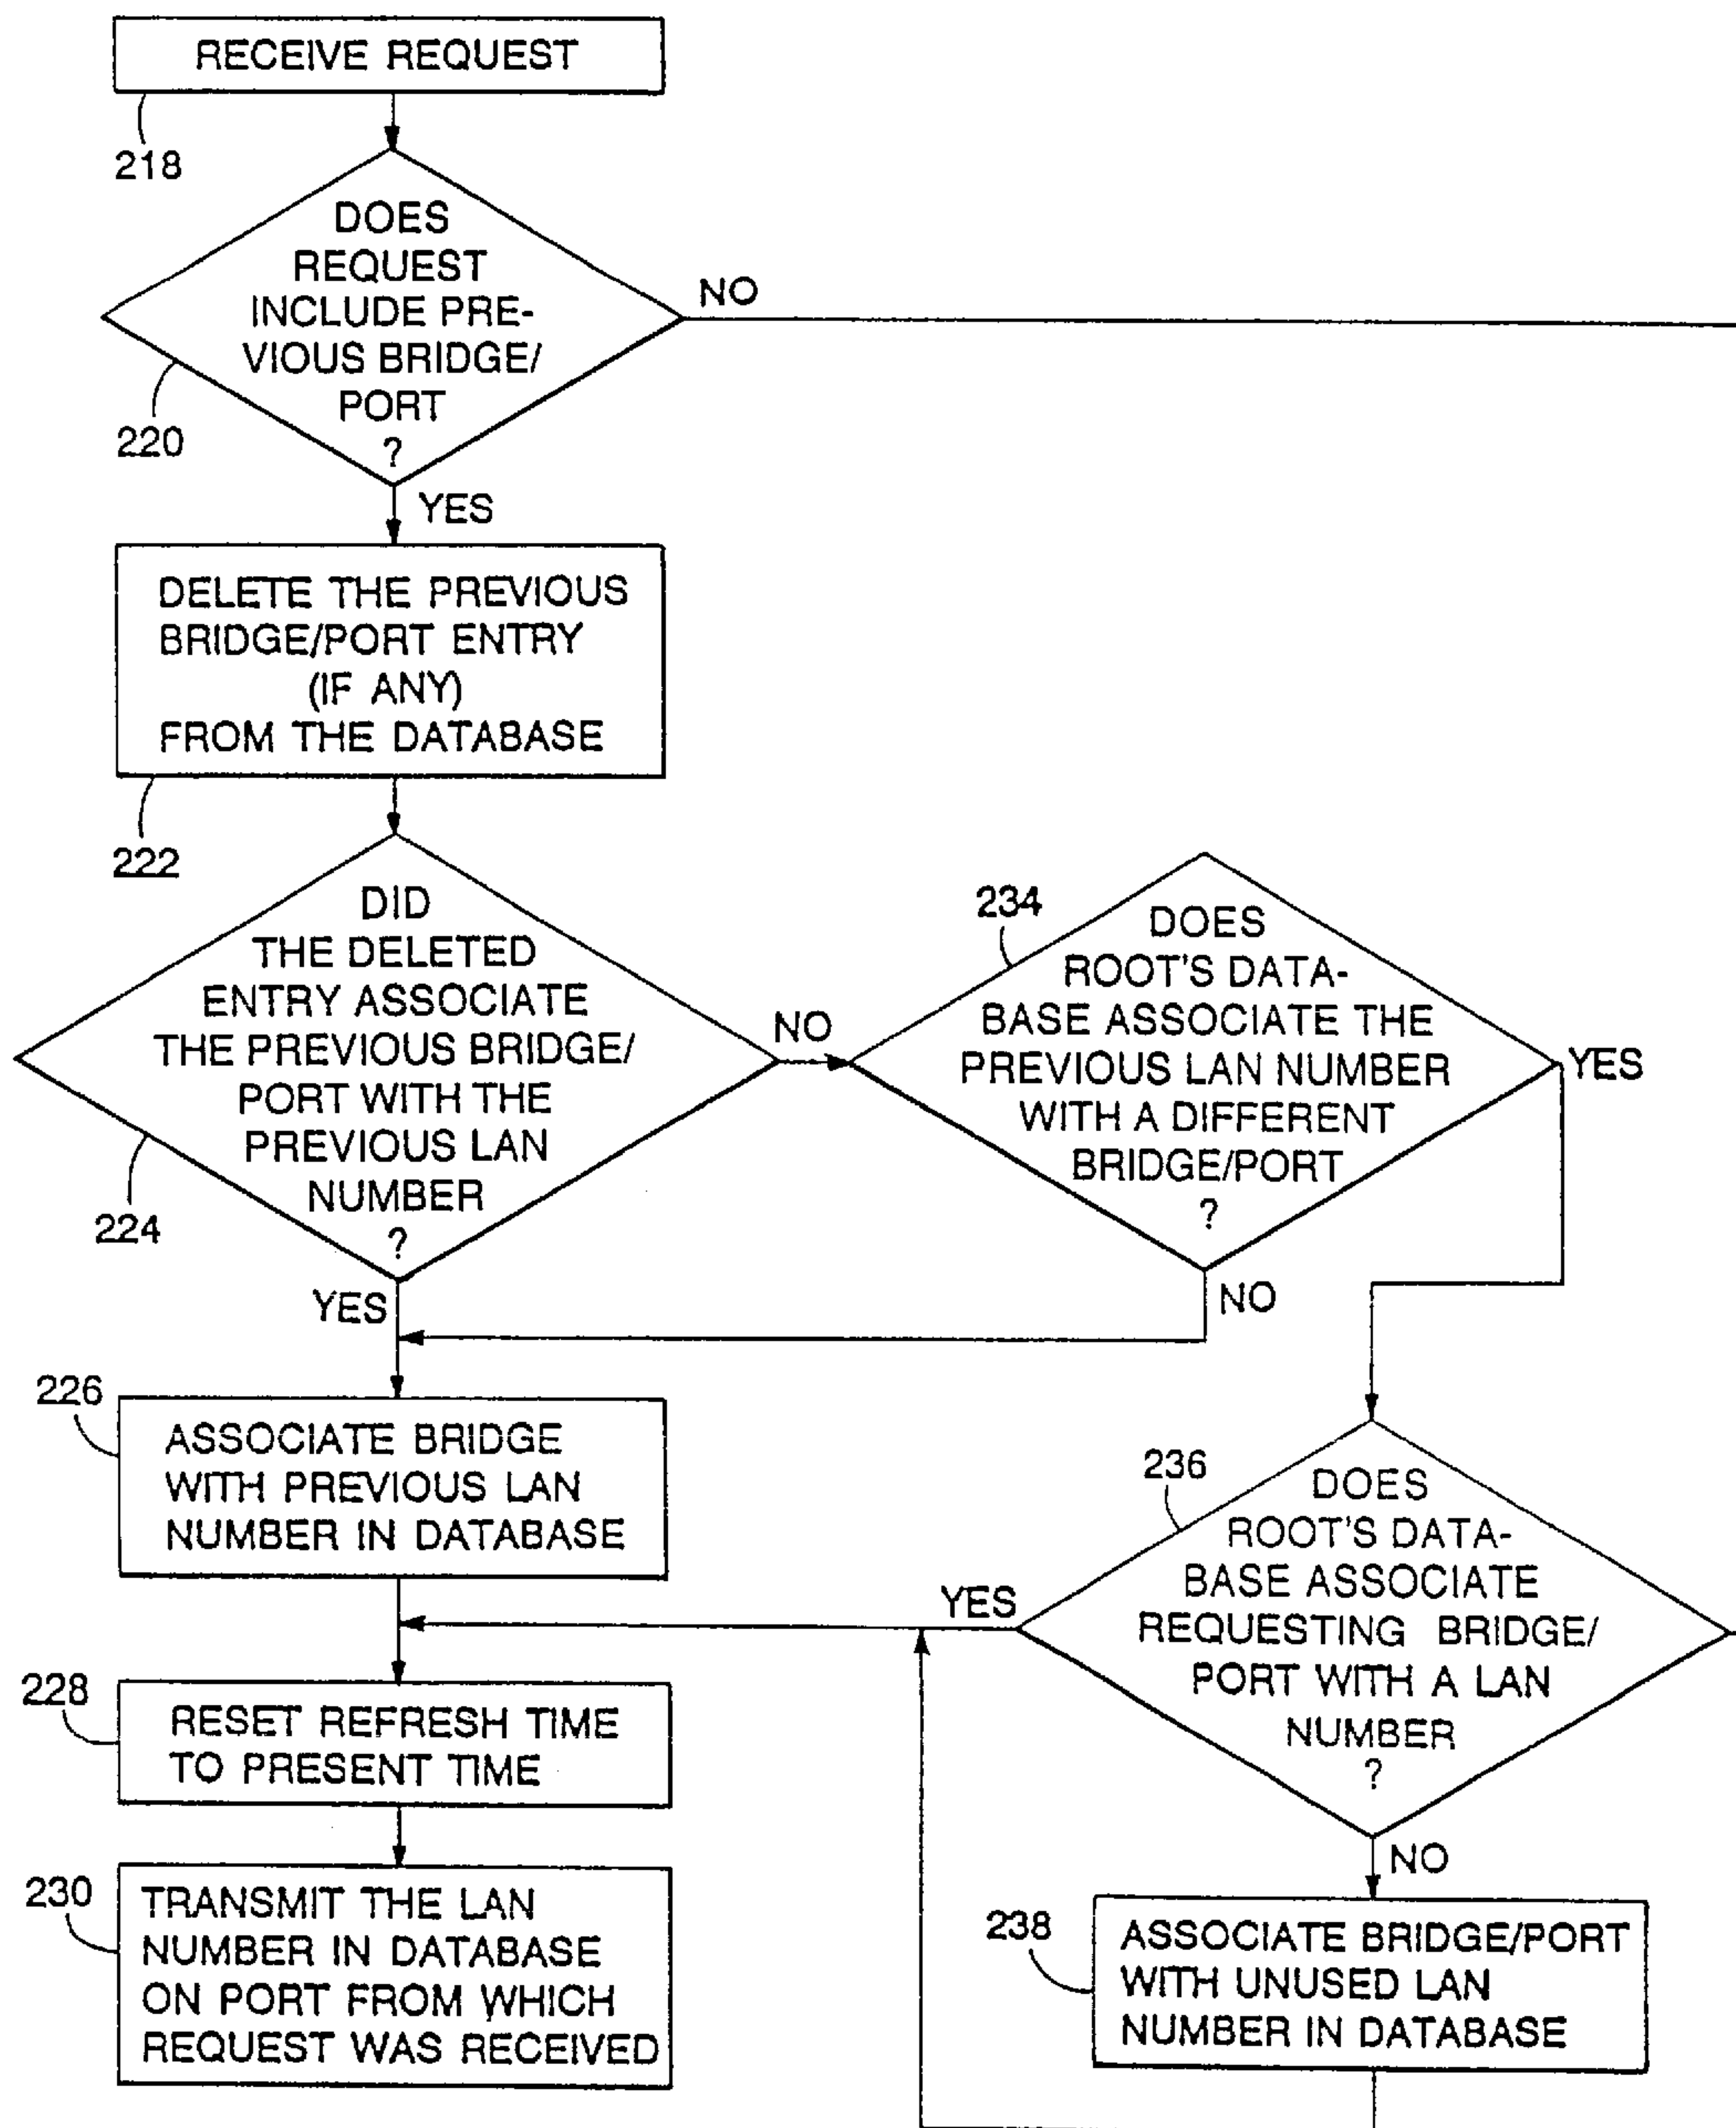 RECEIVE REQUEST
218
DOES
REQUEST
INCLUDE PRE-
VIOUS BRIDGE/
PORT
?
NO
220
YES
DELETE THE PREVIOUS
BRIDGE/PORT ENTRY
(IF ANY)
FROM THE DATABASE
222
DID
THE DELETED
ENTRY ASSOCIATE
THE PREVIOUS BRIDGE/
PORT WITH THE
PREVIOUS LAN
NUMBER
?
224
NO
YES
234
DOES
ROOT'S DATA-
BASE ASSOCIATE THE
PREVIOUS LAN NUMBER
WITH A DIFFERENT
BRIDGE/PORT
?
YES
NO
226
ASSOCIATE BRIDGE
WITH PREVIOUS LAN
NUMBER IN DATABASE
236
DOES
ROOT'S DATA-
BASE ASSOCIATE
REQUESTING BRIDGE/
PORT WITH A LAN
NUMBER
?
YES
NO
228
RESET REFRESH TIME
TO PRESENT TIME
230
TRANSMIT THE LAN
NUMBER IN DATABASE
ON PORT FROM WHICH
REQUEST WAS RECEIVED
238
ASSOCIATE BRIDGE/PORT
WITH UNUSED LAN
NUMBER IN DATABASE